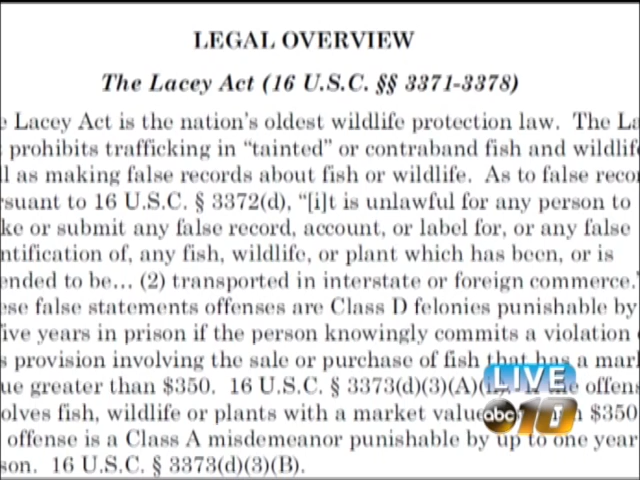 LEGAL OVERVIEW
The Lacey Act (16 U.S.C. §§ 3371-3378)
e Lacey Act is the nation's oldest wildlife protection law. The La
prohibits trafficking in “tainted” or contraband fish and wildlife
ll as making false records about fish or wildlife. As to false recor
rsuant to 16 U.S.C. § 3372(d), “[i]t is unlawful for any person to
ke or submit any false record, account, or label for, or any false
ntification of, any fish, wildlife, or plant which has been, or is
ended to be... (2) transported in interstate or foreign commerce.”
ese false statements offenses are Class D felonies punishable by
five years in prison if the person knowingly commits a violation
s provision involving the sale or purchase of fish that has a mar
ue greater than $350. 16 U.S.C. § 3373(d)(3)(A)(i). e offen
olves fish, wildlife or plants with a market value $350
offense is a Class A misdemeanor punishable by up to one year
son. 16 U.S.C. § 3373(d)(3)(B).
LIVE
abc 10